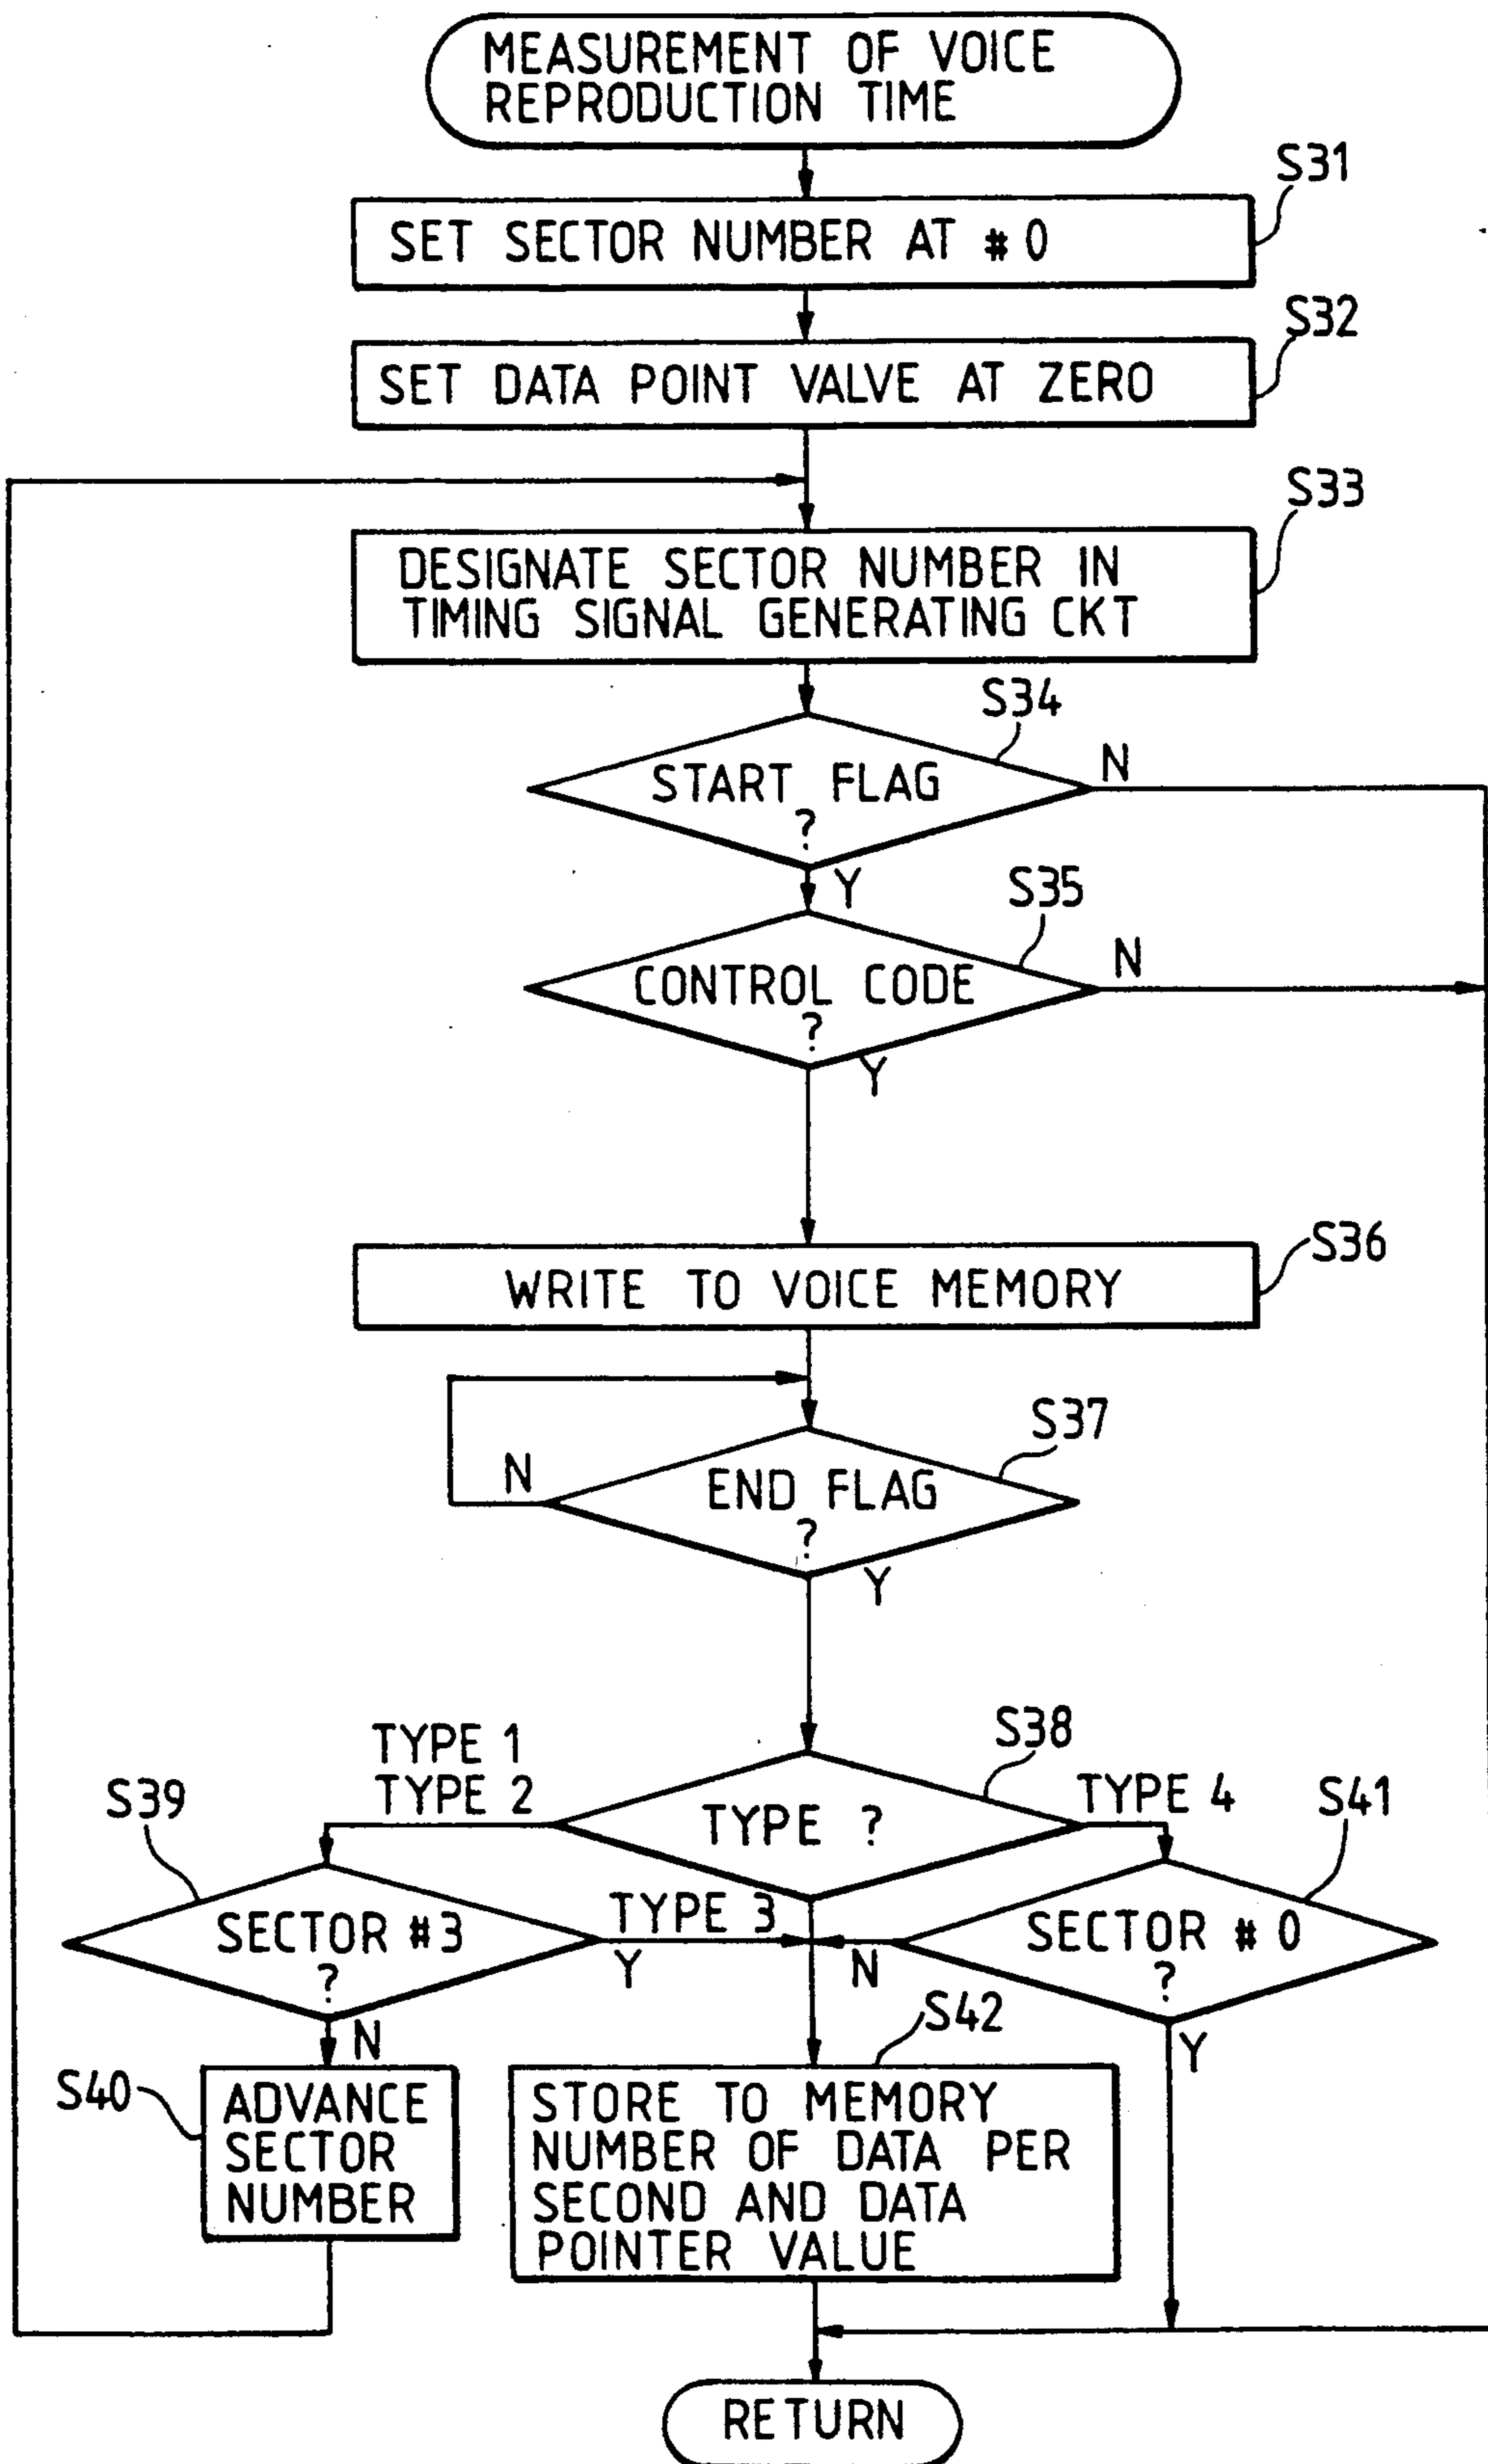 MEASUREMENT OF VOICE
REPRODUCTION TIME
S31
SET SECTOR NUMBER AT # 0
S32
SET DATA POINT VALVE AT ZERO
S33
DESIGNATE SECTOR NUMBER IN
TIMING SIGNAL GENERATING CKT
S34
START FLAG
?
N
Y
S35
CONTROL CODE
?
N
Y
S36
WRITE TO VOICE MEMORY
S37
END FLAG
?
N
Y
S38
TYPE ?
TYPE 1
TYPE 2
TYPE 4
S39
S41
SECTOR #3
?
TYPE 3
Y
N
SECTOR # 0
?
N
Y
S40
ADVANCE
SECTOR
NUMBER
S42
STORE TO MEMORY
NUMBER OF DATA PER
SECOND AND DATA
POINTER VALUE
RETURN